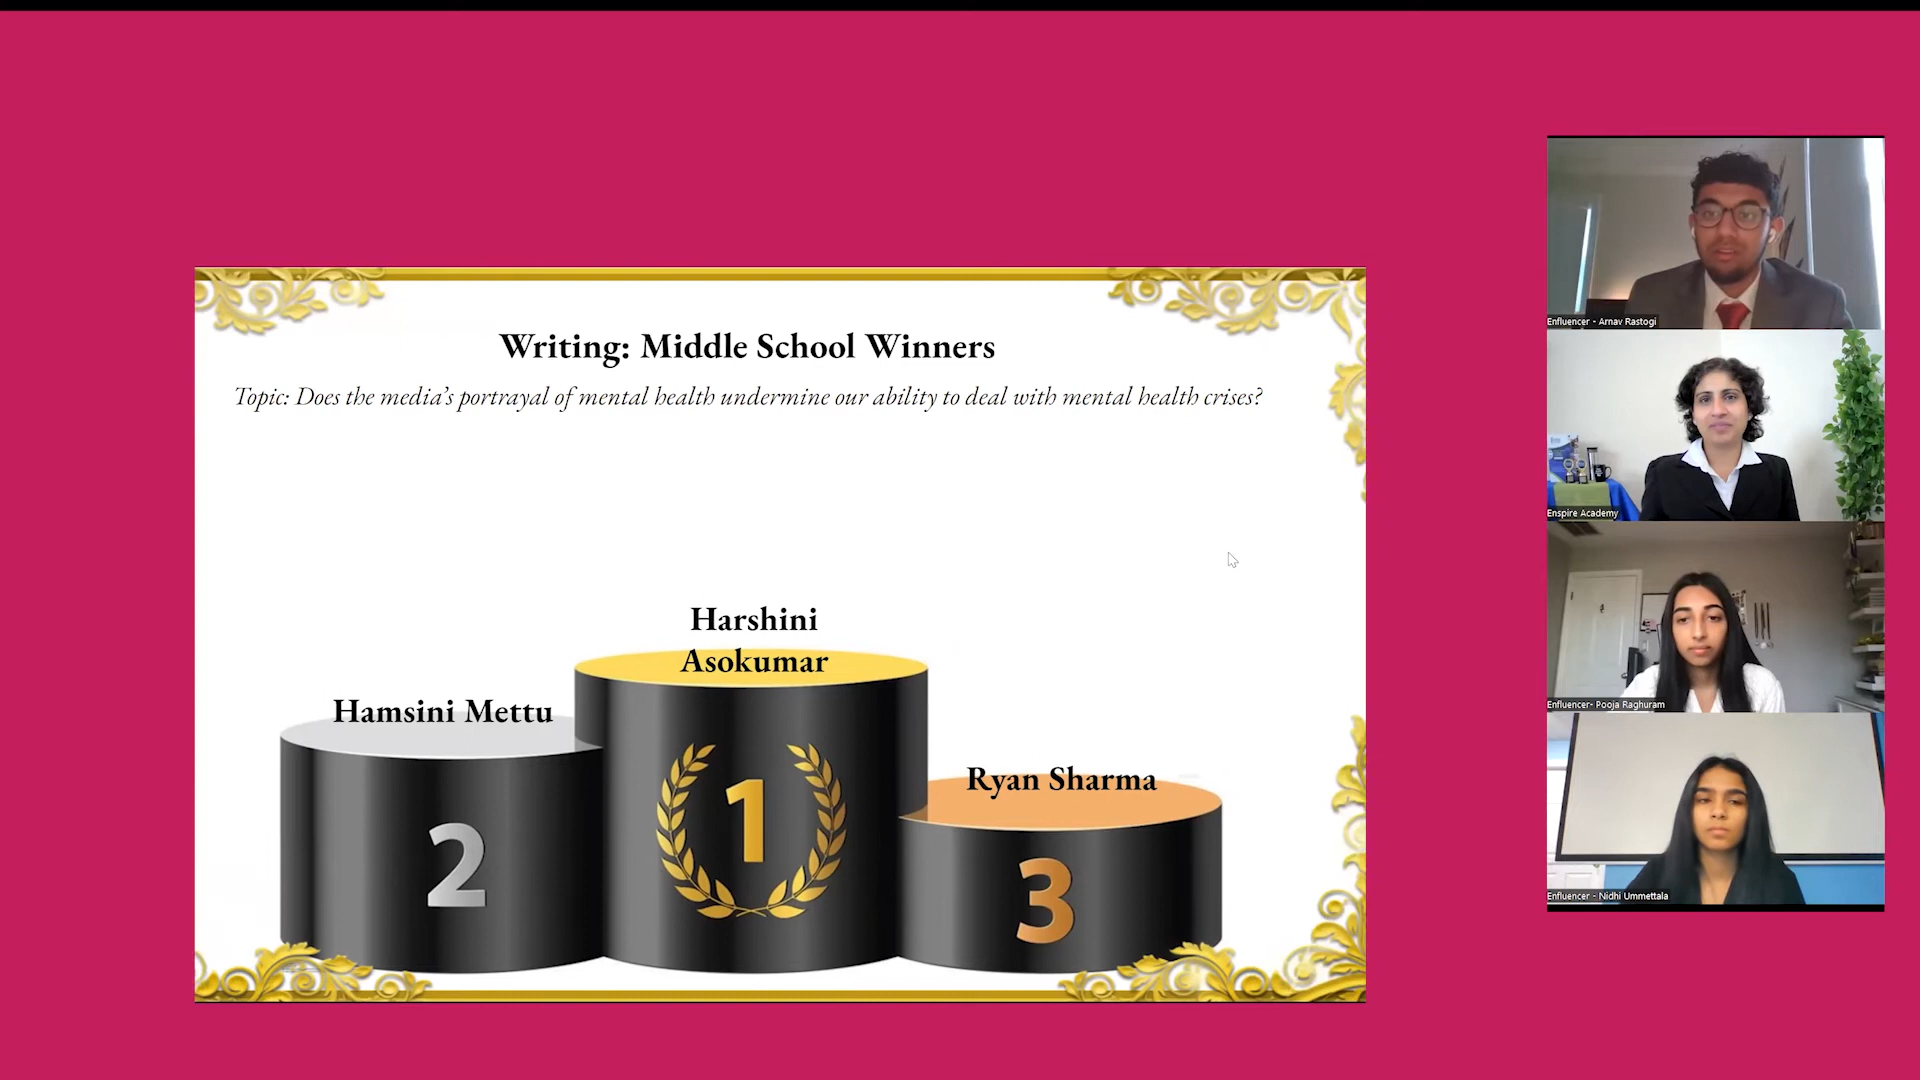 Writing: Middle School Winners
Topic: Does the media’s portrayal of mental health undermine our ability to deal with mental health crises?
Harshini
Asokumar
Hamsini Mettu
Ryan Sharma
2
1
3
Enfluencer - Arnav Rastogi
Enspire Academy
Enfluencer- Pooja Raghuram
Enfluencer - Nidhi Ummettala